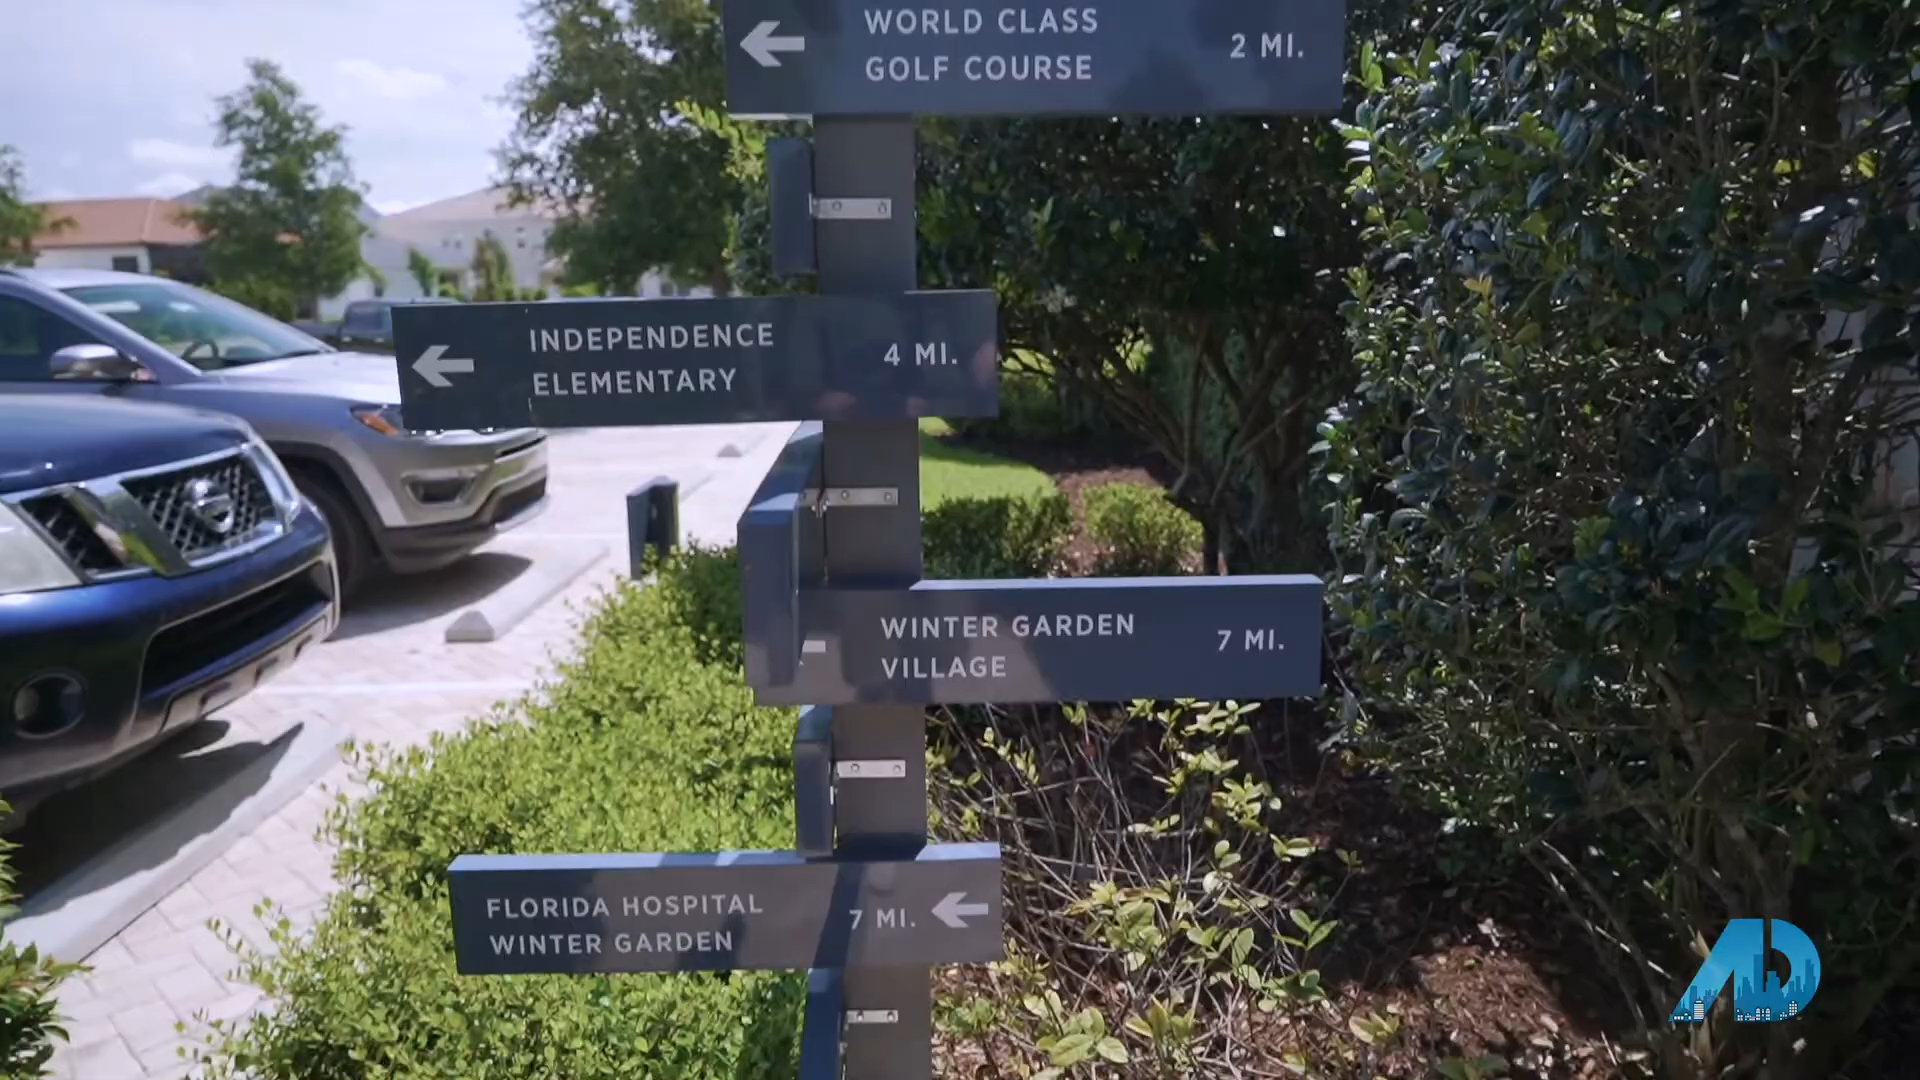 WORLD CLASS
GOLF COURSE
2 MI.
INDEPENDENCE
ELEMENTARY
4 MI.
WINTER GARDEN
VILLAGE
7 MI.
FLORIDA HOSPITAL
WINTER GARDEN
7 MI.
AD